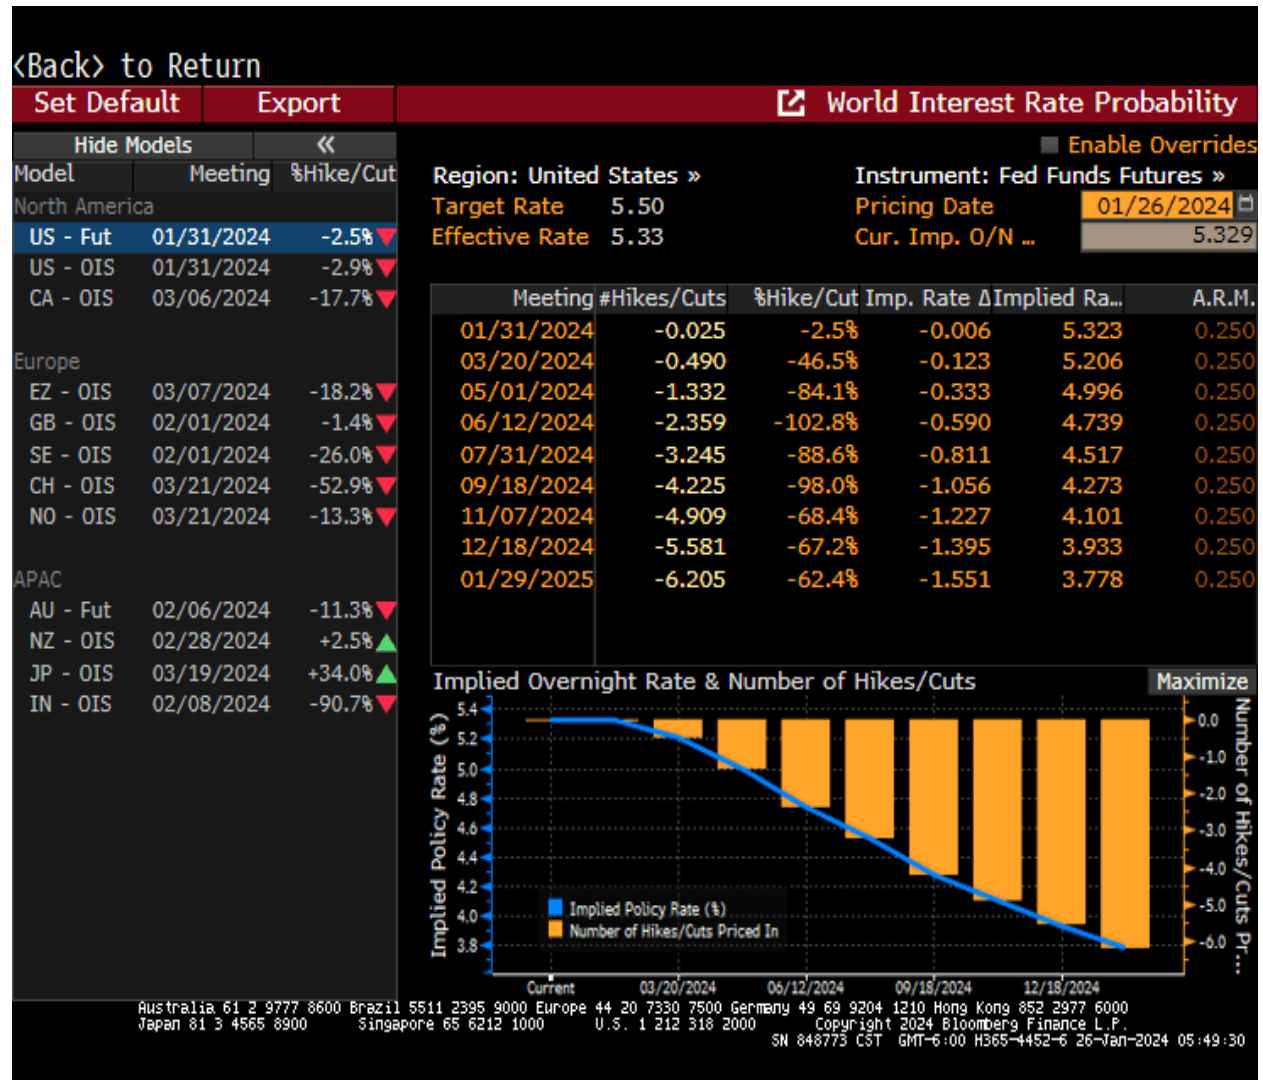 <Back> to Return
Set Default Export World Interest Rate Probability
Hide Models «
Enable Overrides
Model Meeting %Hike/Cut
North America
US - Fut 01/31/2024 -2.5%
US - OIS 01/31/2024 -2.9%
CA - OIS 03/06/2024 -17.7%
Europe
EZ - OIS 03/07/2024 -18.2%
GB - OIS 02/01/2024 -1.4%
SE - OIS 02/01/2024 -26.0%
CH - OIS 03/21/2024 -52.9%
NO - OIS 03/21/2024 -13.3%
APAC
AU - Fut 02/06/2024 -11.3%
NZ - OIS 02/28/2024 +2.5%
JP - OIS 03/19/2024 +34.0%
IN - OIS 02/08/2024 -90.7%
Region: United States » Instrument: Fed Funds Futures »
Target Rate 5.50 Pricing Date 01/26/2024
Effective Rate 5.33 Cur. Imp. O/N … 5.329
Meeting #Hikes/Cuts %Hike/Cut Imp. Rate Δ Implied Ra… A.R.M.
01/31/2024 -0.025 -2.5% -0.006 5.323 0.250
03/20/2024 -0.490 -46.5% -0.123 5.206 0.250
05/01/2024 -1.332 -84.1% -0.333 4.996 0.250
06/12/2024 -2.359 -102.8% -0.590 4.739 0.250
07/31/2024 -3.245 -88.6% -0.811 4.517 0.250
09/18/2024 -4.225 -98.0% -1.056 4.273 0.250
11/07/2024 -4.909 -68.4% -1.227 4.101 0.250
12/18/2024 -5.581 -67.2% -1.395 3.933 0.250
01/29/2025 -6.205 -62.4% -1.551 3.778 0.250
Implied Overnight Rate & Number of Hikes/Cuts Maximize
Implied Policy Rate (%)
5.4
5.2
5.0
4.8
4.6
4.4
4.2
4.0
3.8
Implied Policy Rate (%)
Number of Hikes/Cuts Priced In
0.0
-1.0
-2.0
-3.0
-4.0
-5.0
-6.0
Number of Hikes/Cuts Pr…
Current 03/20/2024 06/12/2024 09/18/2024 12/18/2024
Australia 61 2 9777 8600 Brazil 5511 2395 9000 Europe 44 20 7330 7500 Germany 49 69 9204 1210 Hong Kong 852 2977 6000
Japan 81 3 4565 8900 Singapore 65 6212 1000 U.S. 1 212 318 2000 Copyright 2024 Bloomberg Finance L.P.
SN 848773 CST GMT-6:00 H365-4452-6 26-Jan-2024 05:49:30